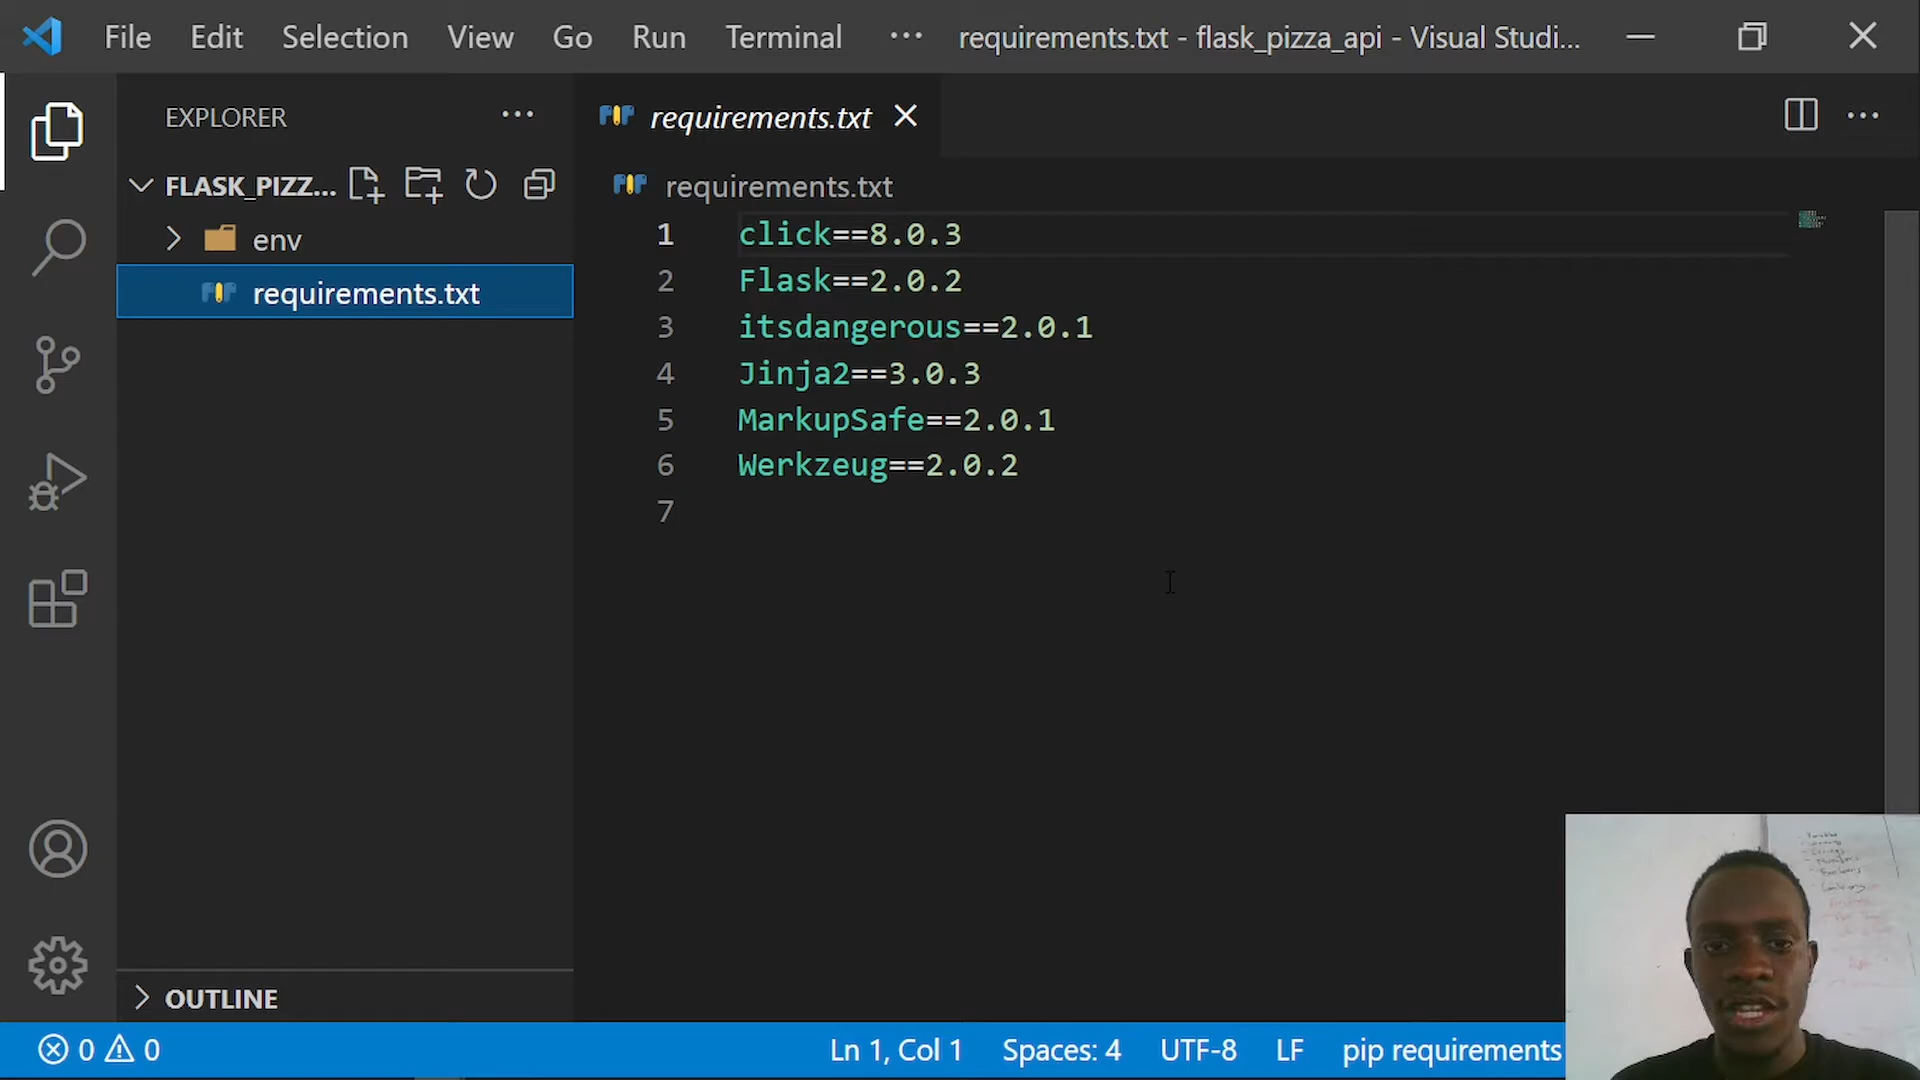 File Edit Selection View Go Run Terminal ··· requirements.txt - flask_pizza_api - Visual Studi...
EXPLORER ···
requirements.txt
FLASK_PIZZ...
requirements.txt
env
requirements.txt
1 click==8.0.3
2 Flask==2.0.2
3 itsdangerous==2.0.1
4 Jinja2==3.0.3
5 MarkupSafe==2.0.1
6 Werkzeug==2.0.2
7
OUTLINE
0 0 Ln 1, Col 1 Spaces: 4 UTF-8 LF pip requirements